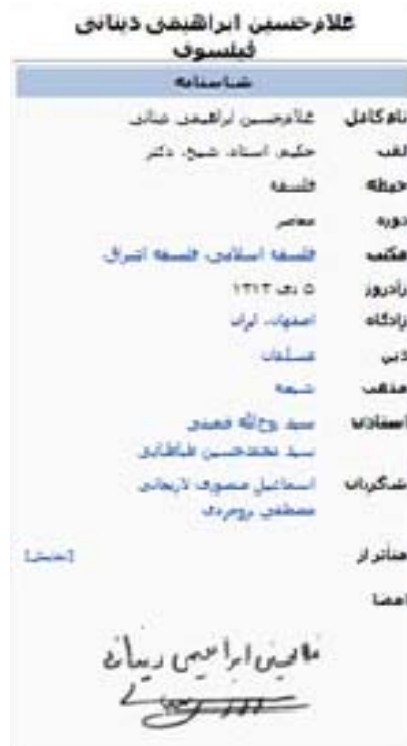 غلامحسین ابراهیمی دینانی
فیلسوف
شناسنامه
نام کامل غلامحسین ابراهیمی دینانی
لقب حکیم، استاد، شیخ، دکتر
حیطه فلسفه
دوره معاصر
مکتب فلسفه اسلامی، فلسفه اشراق
زادروز ۵ دی ۱۳۱۳
زادگاه اصفهان، ایران
دین مسلمان
مذهب شیعه
استادان سید روح‌الله خمینی
سید محمدحسین طباطبایی
شاگردان اسماعیل منصوری لاریجانی
مصطفی بروجردی
متأثر از [نمایش]
امضا
غلامحسین ابراهیمی دینانی